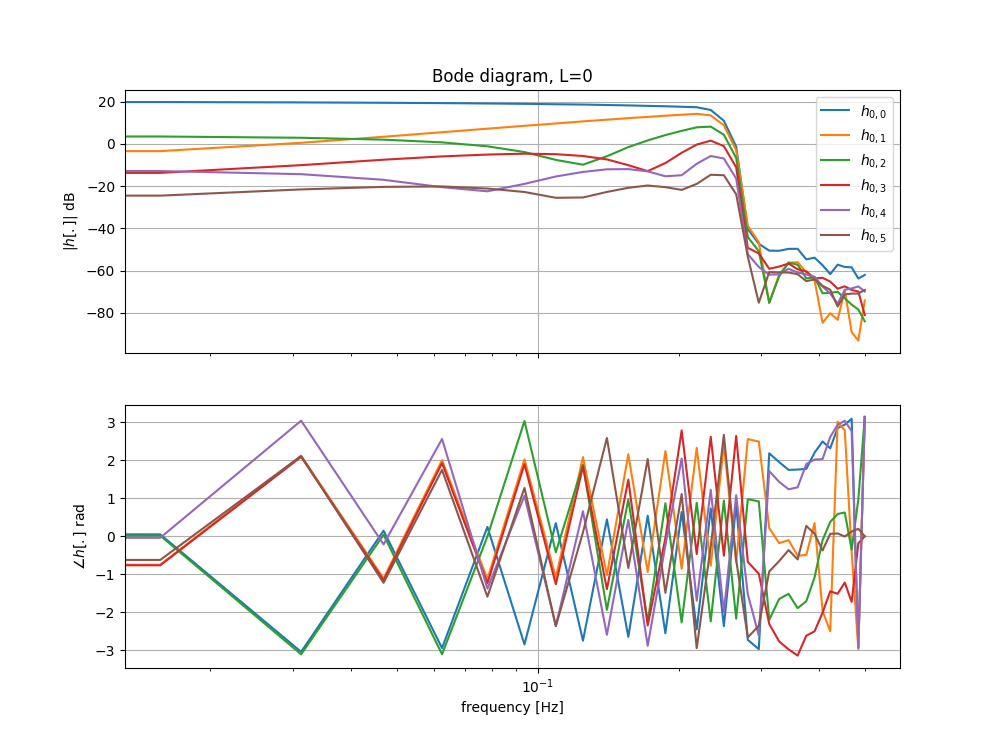 Bode diagram, L=0
|h[.]| dB
20
0
−20
−40
−60
−80
h0,0
h0,1
h0,2
h0,3
h0,4
h0,5
∠h[.] rad
3
2
1
0
−1
−2
−3
10−1
frequency [Hz]